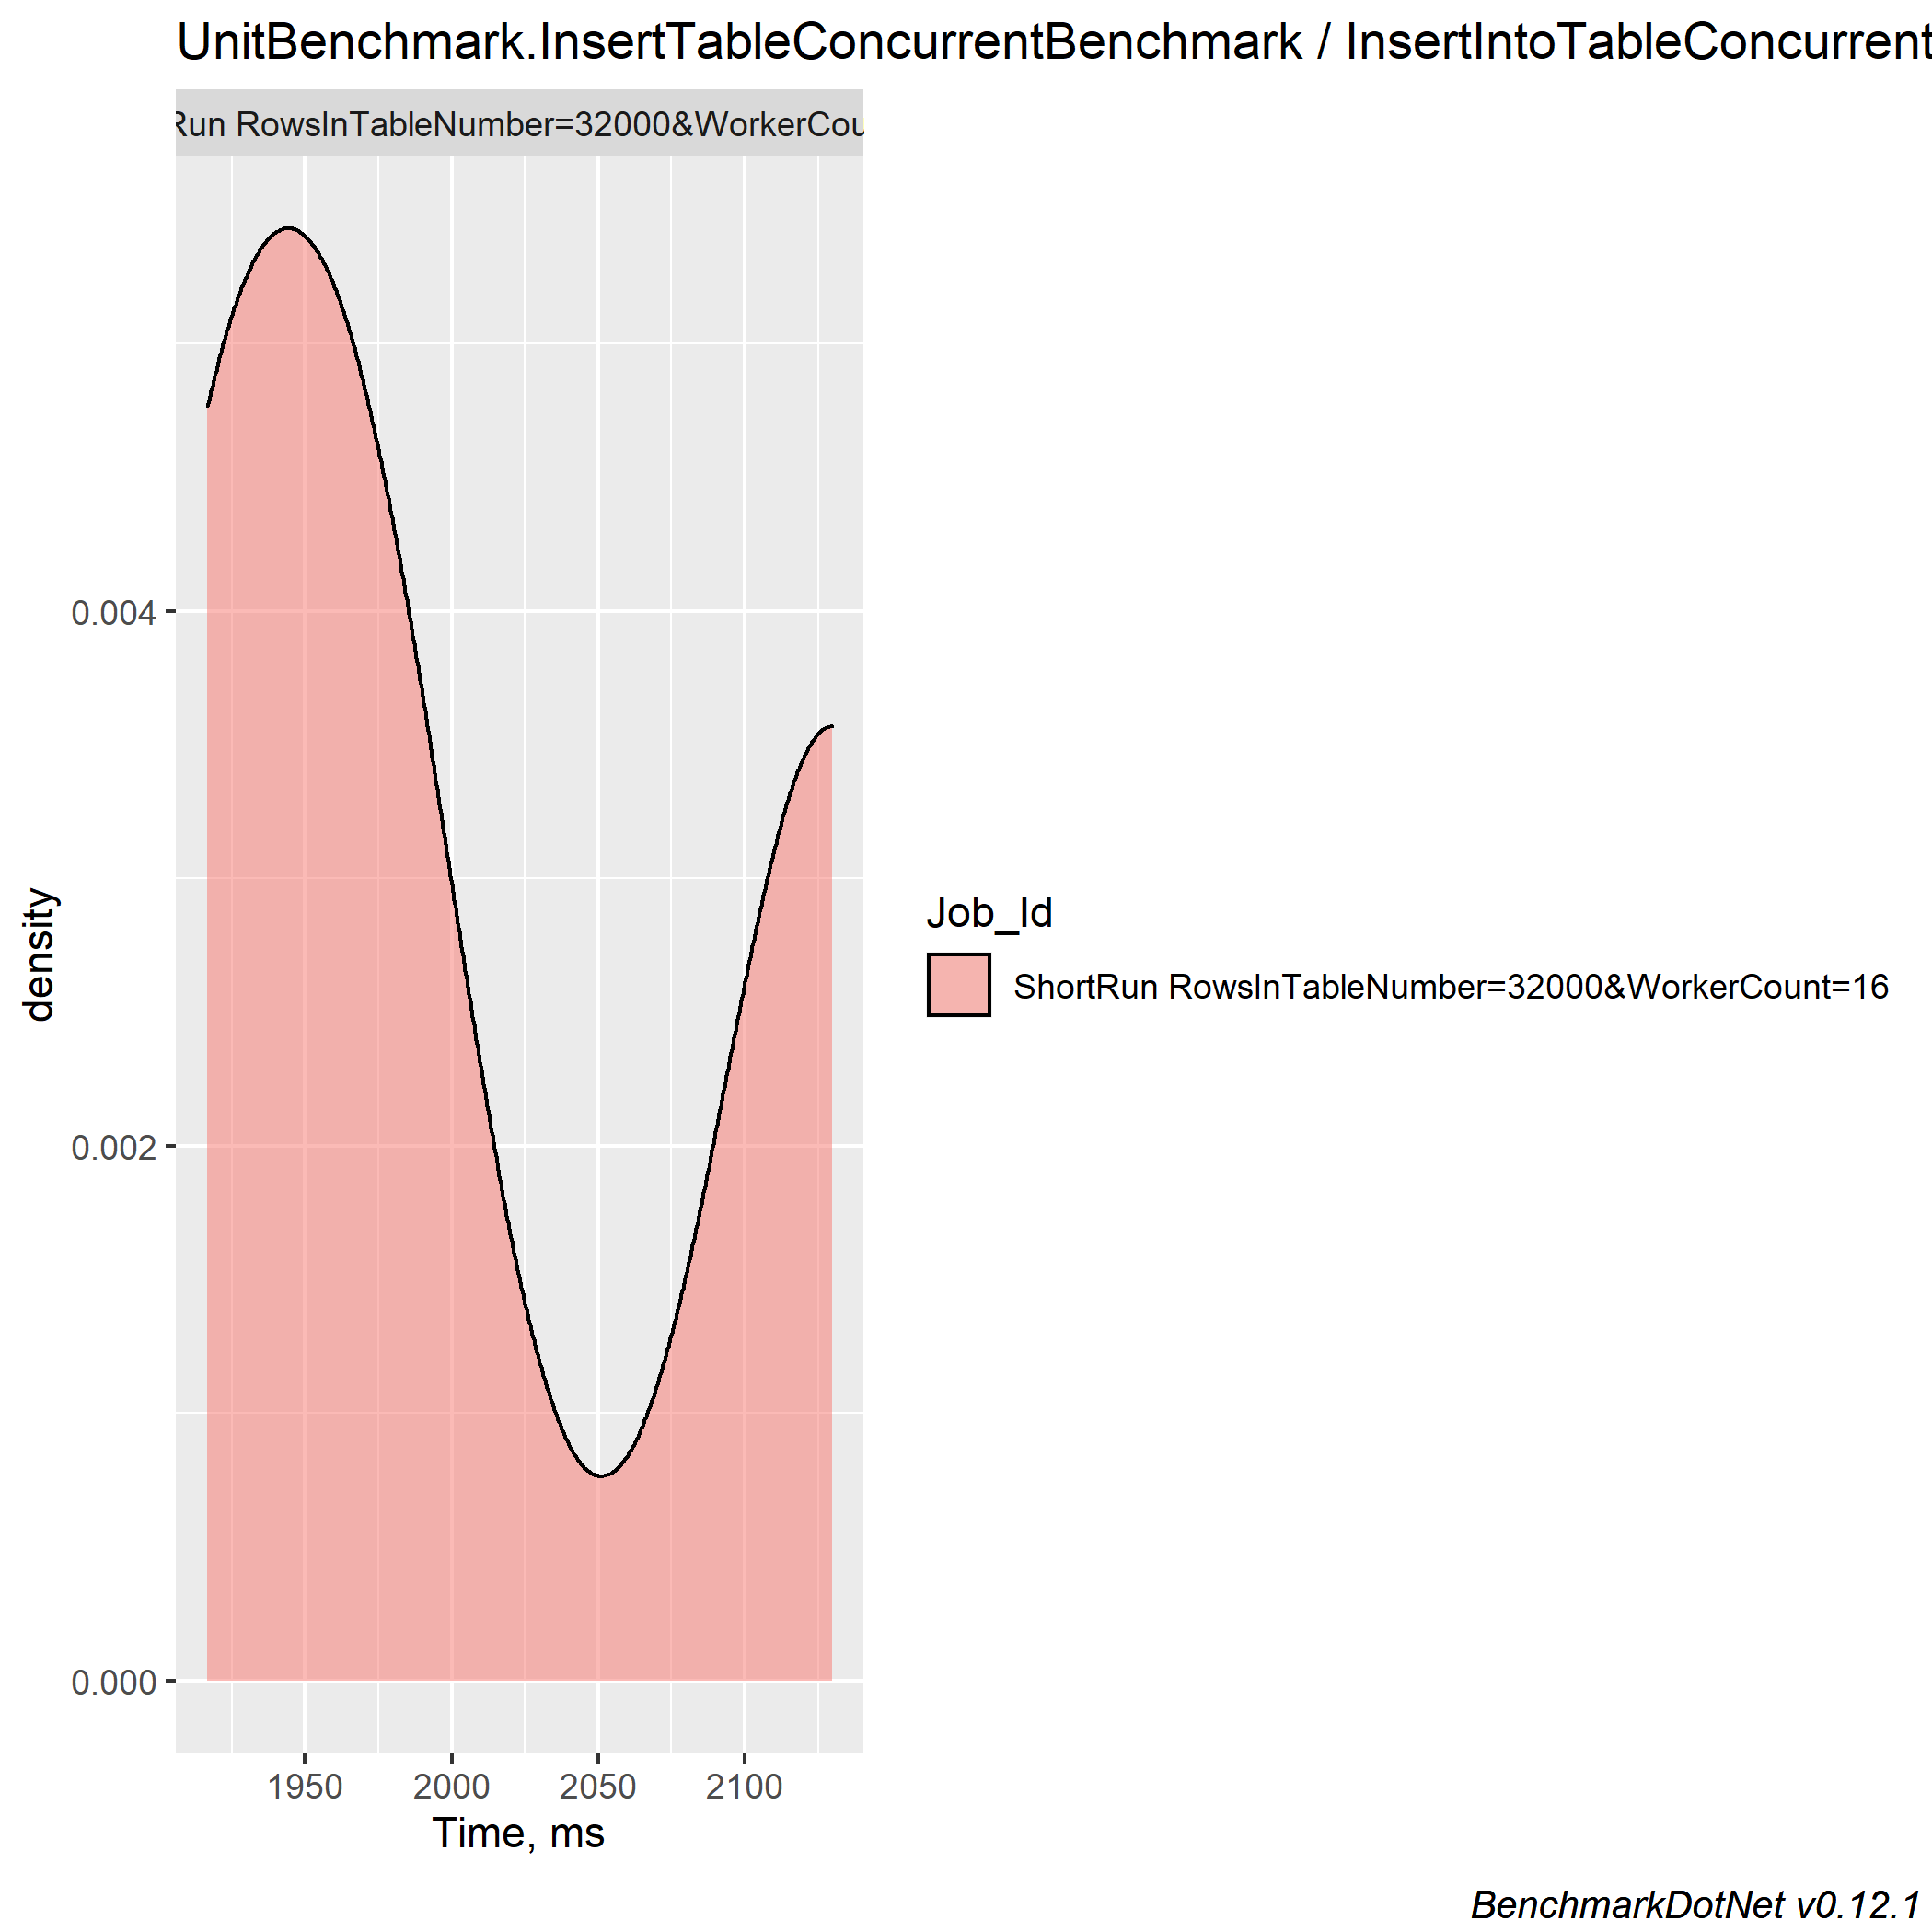 UnitBenchmark.InsertTableConcurrentBenchmark / InsertIntoTableConcurrent
Run RowsInTableNumber=32000&WorkerCou
0.004
0.002
0.000
density
1950 2000 2050 2100
Time, ms
Job_Id
ShortRun RowsInTableNumber=32000&WorkerCount=16
BenchmarkDotNet v0.12.1